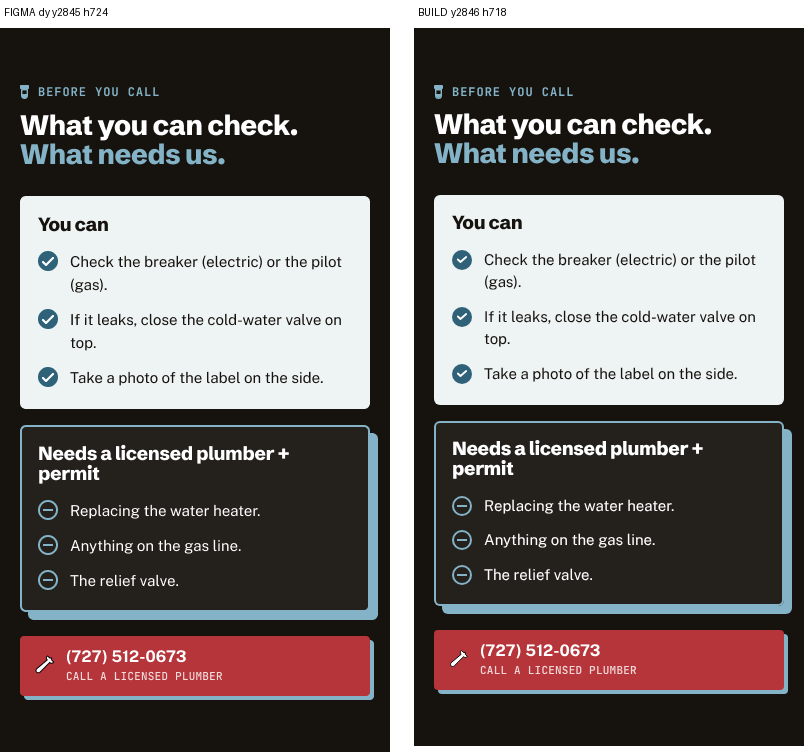 FIGMA dy y2845 h724
BEFORE YOU CALL
What you can check.
What needs us.
You can
Check the breaker (electric) or the pilot
(gas).
If it leaks, close the cold-water valve on
top.
Take a photo of the label on the side.
Needs a licensed plumber +
permit
Replacing the water heater.
Anything on the gas line.
The relief valve.
(727) 512-0673
CALL A LICENSED PLUMBER
BUILD y2846 h718
BEFORE YOU CALL
What you can check.
What needs us.
You can
Check the breaker (electric) or the pilot
(gas).
If it leaks, close the cold-water valve on
top.
Take a photo of the label on the side.
Needs a licensed plumber +
permit
Replacing the water heater.
Anything on the gas line.
The relief valve.
(727) 512-0673
CALL A LICENSED PLUMBER